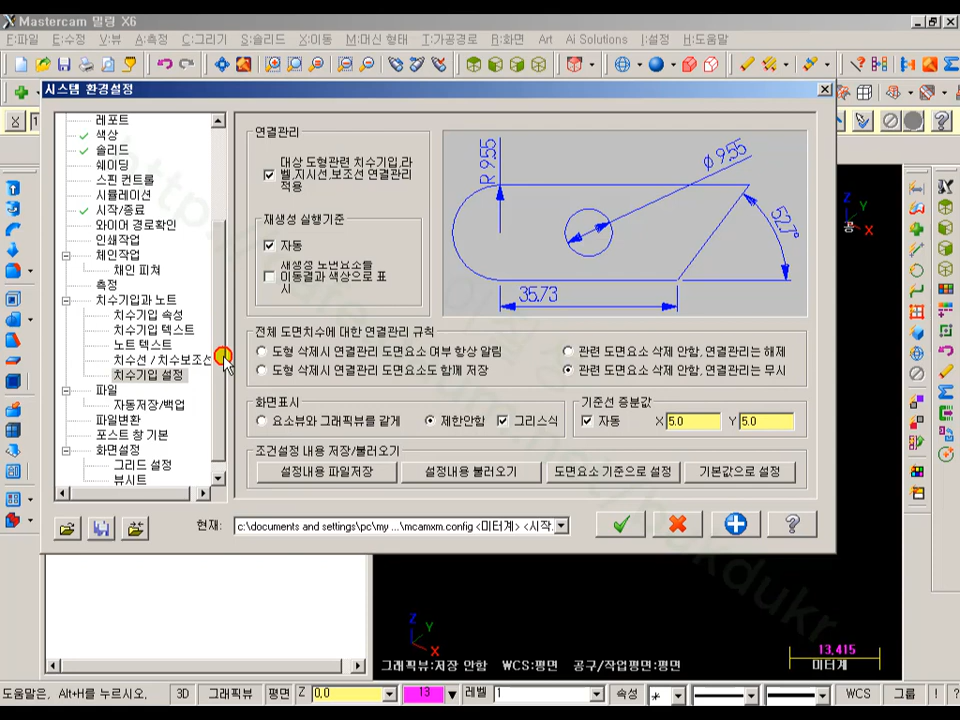 Mastercam 밀링 X6
F:파일 E:수정 V:뷰 A:측정 C:그리기 S:솔리드 X:이동 M:머신 형태 T:가공경로 R:화면 Art Ai Solutions I:설정 H:도움말
시스템 환경설정
레포트
색상
솔리드
쉐이딩
스핀 컨트롤
시뮬레이션
시작/종료
와이어 경로확인
인쇄작업
체인작업
채인 피쳐
측정
치수기입과 노트
치수기입 속성
치수기입 텍스트
노트 텍스트
치수선 / 치수보조선
치수기입 설정
파일
자동저장/백업
파일변환
포스트 창 기본
화면설정
그리드 설정
뷰시트
연결관리
대상 도형관련 치수기입,라
벨,지시선,보조선 연결관리
적용
재생성 실행기준
자동
재생성 도면요소를
이동결과 색상으로 표
시
R 9.55
φ 9.55
52.7°
35.73
전체 도면치수에 대한 연결관리 규칙
도형 삭제시 연결관리 도면요소 여부 항상 알림
관련 도면요소 삭제 안함, 연결관리는 해제
도형 삭제시 연결관리 도면요소도 함께 저장
관련 도면요소 삭제 안함, 연결관리는 무시
화면표시
요소뷰와 그래픽뷰를 같게
제한안함
그리스식
기준선 증분값
자동
X 5.0
Y 5.0
조건설정 내용 저장/불러오기
설정내용 파일저장
설정내용 불러오기
도면요소 기준으로 설정
기본값으로 설정
현재:
c:\documents and settings\pc\my ...\mcamxm.config <미터계> <시작.
Z
Y
X
공
Z
Y
X
그래픽뷰:저장 안함 WCS:평면 공구/작업평면:평면
13,415
미터계
도움말은, Alt+H를 누르시오, 3D 그래픽뷰 평면 Z 0,0 13 레벨 1 속성 WCS 그룹 ! ?